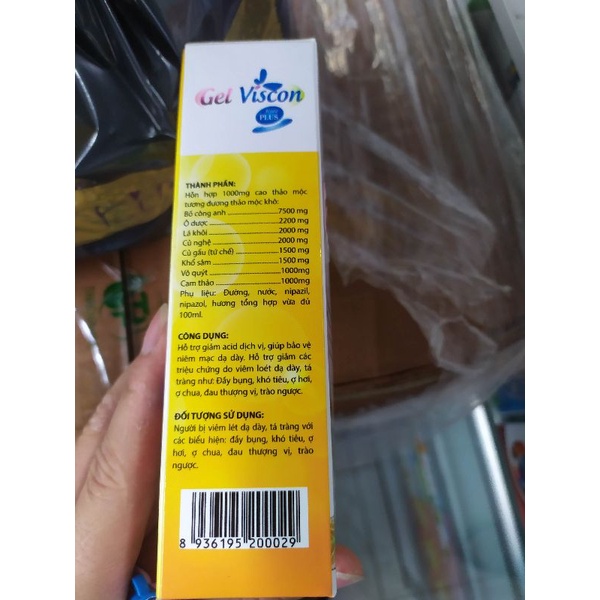 Gel Viscon
PLUS
THÀNH PHẦN:
Hỗn hợp 1000mg cao thảo mộc
tương đương thảo mộc khô:
Bồ công anh ................ 7500 mg
Ô dược ........................ 2200 mg
Lá khôi ........................ 2000 mg
Củ nghệ ...................... 2000 mg
Củ gấu (tứ chế) ........... 1500 mg
Khổ sâm ..................... 1500 mg
Vỏ quýt ....................... 1000mg
Cam thảo .................... 1000mg
Phụ liệu: Đường, nước, nipazil,
nipazol, hương tổng hợp vừa đủ
100ml.
CÔNG DỤNG:
Hỗ trợ giảm acid dịch vị, giúp bảo vệ
niêm mạc dạ dày. Hỗ trợ giảm các
triệu chứng do viêm loét dạ dày, tá
tràng như: Đầy bụng, khó tiêu, ợ hơi,
ợ chua, đau thượng vị, trào ngược.
ĐỐI TƯỢNG SỬ DỤNG:
Người bị viêm lét dạ dày, tá tràng với
các biểu hiện: đầy bụng, khó tiêu, ợ
hơi, ợ chua, đau thượng vị, trào
ngược.
8 936195 200029